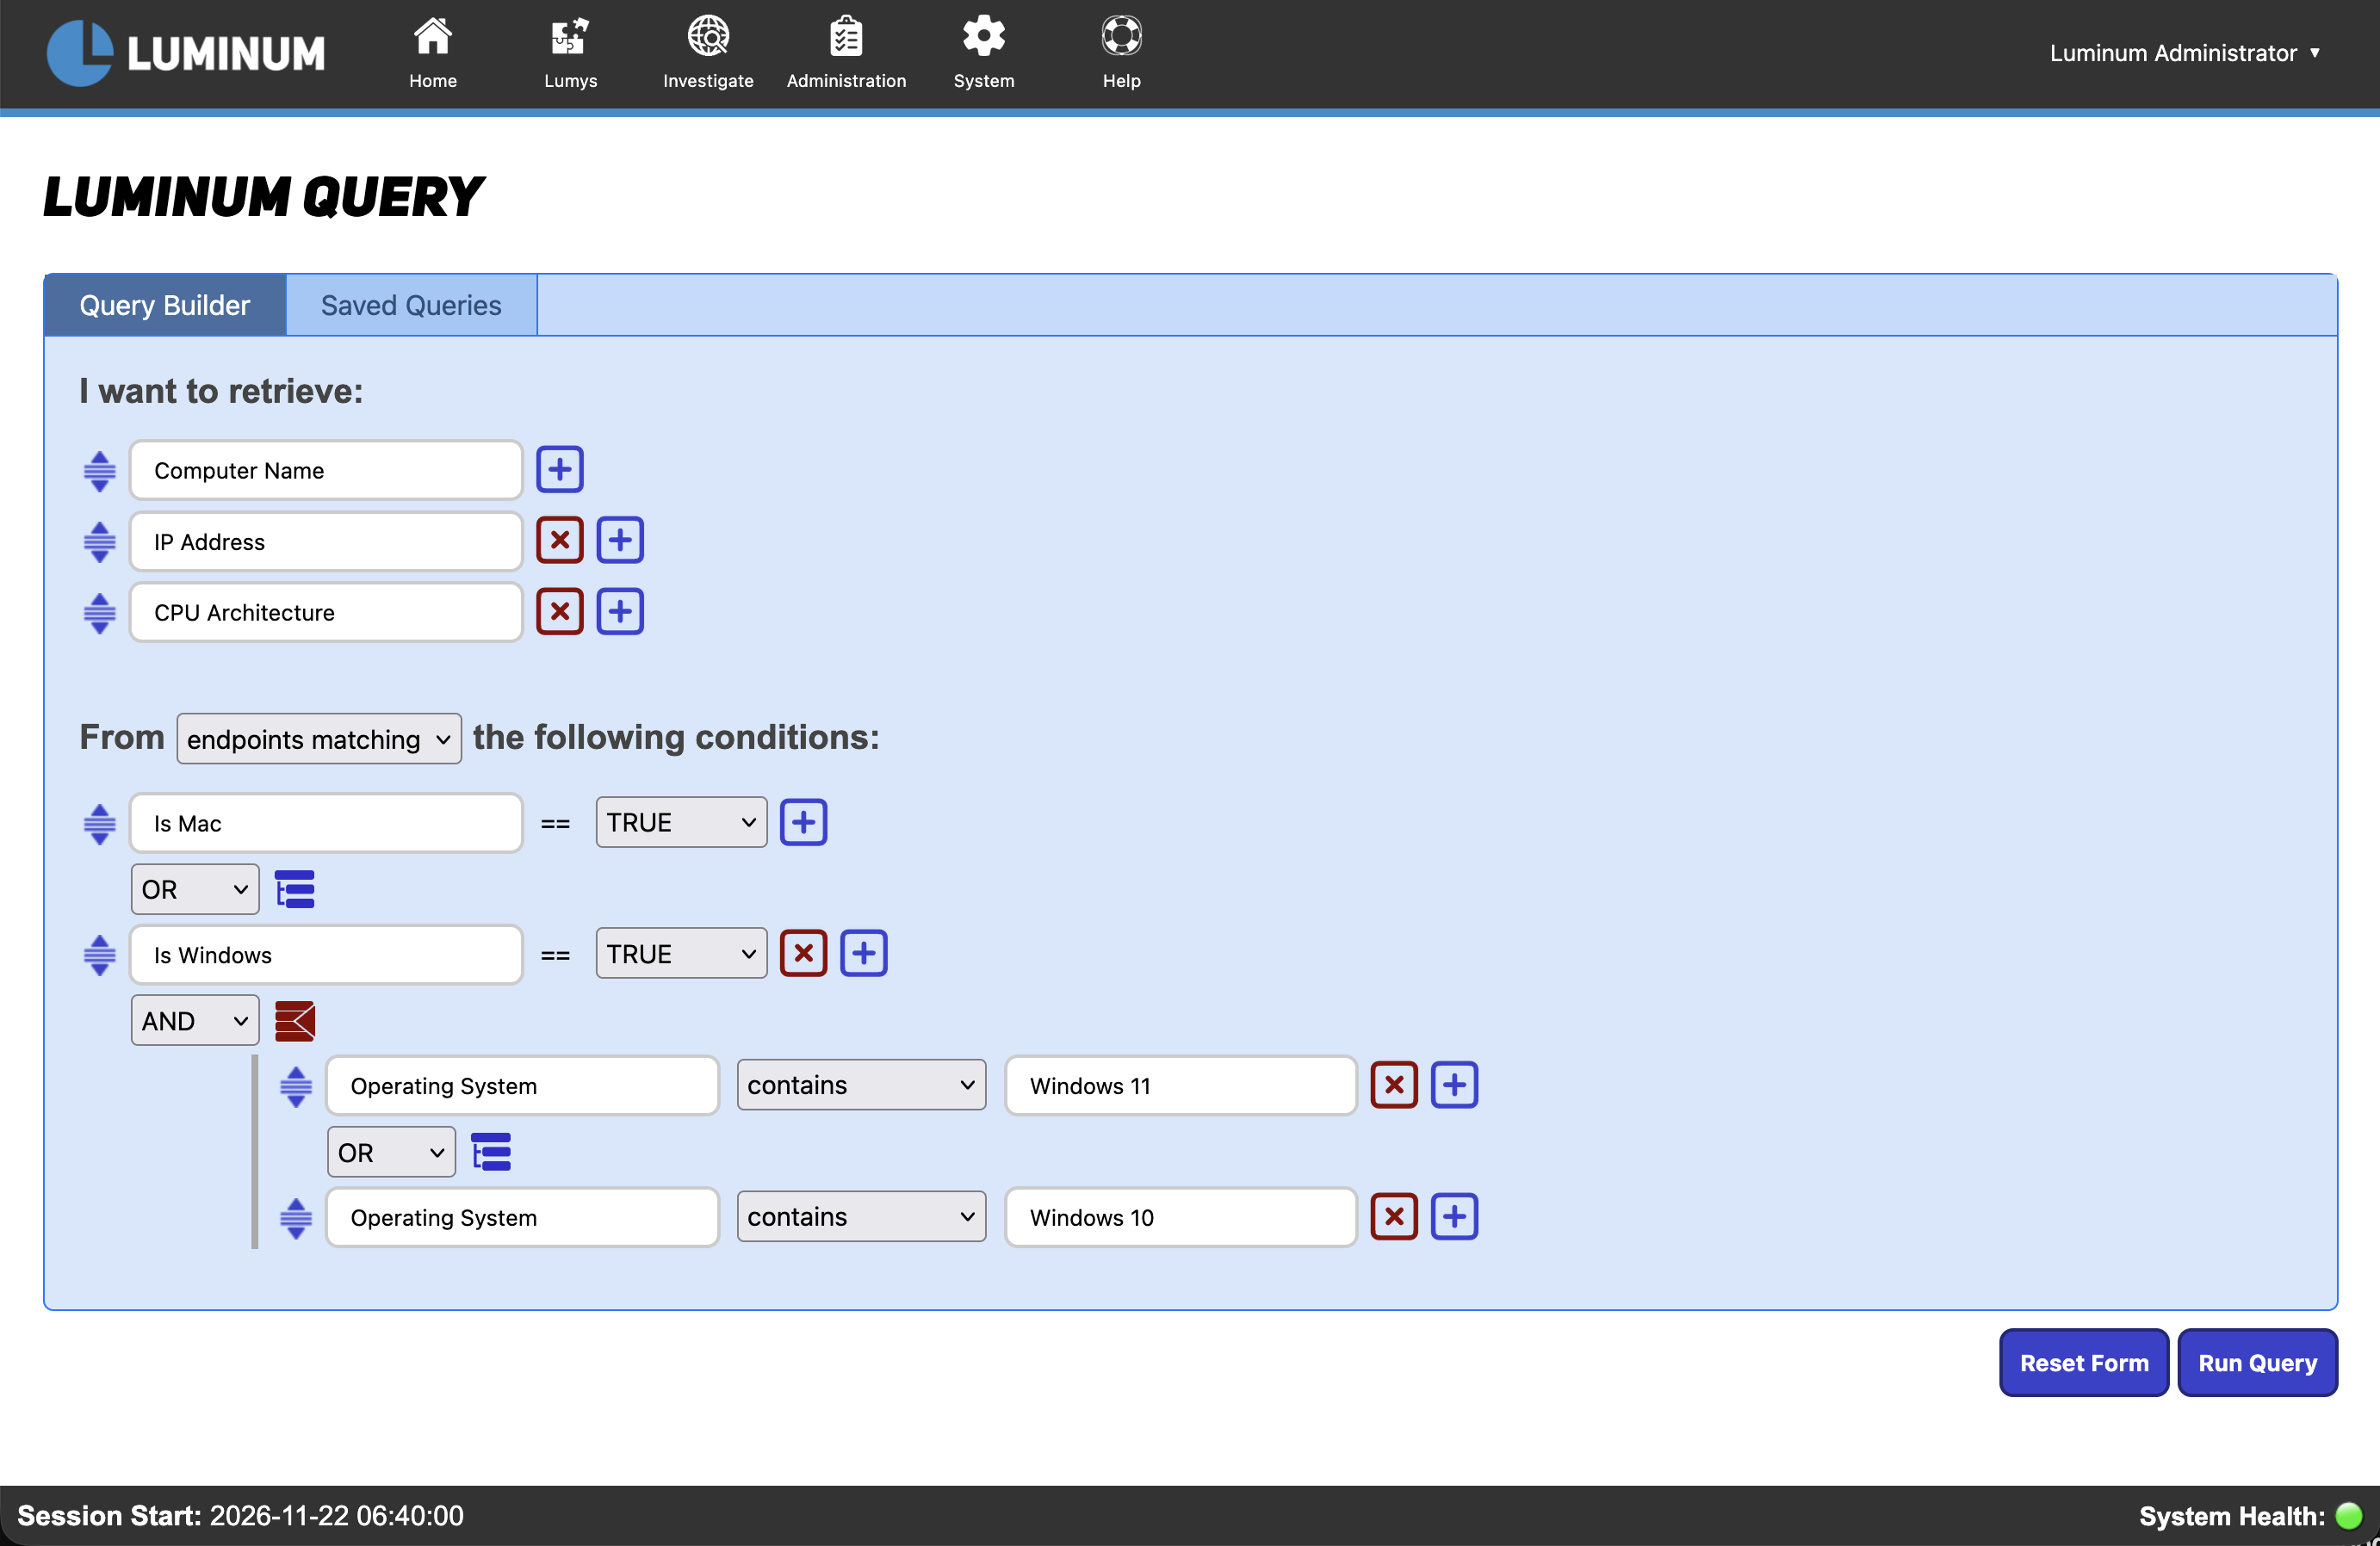 LUMINUM
Home
Lumys
Investigate
Administration
System
Help
Luminum Administrator
LUMINUM QUERY
Query Builder
Saved Queries
I want to retrieve:
Computer Name
IP Address
CPU Architecture
From endpoints matching the following conditions:
Is Mac == TRUE
OR
Is Windows == TRUE
AND
Operating System contains Windows 11
OR
Operating System contains Windows 10
Reset Form
Run Query
Session Start: 2026-11-22 06:40:00
System Health: